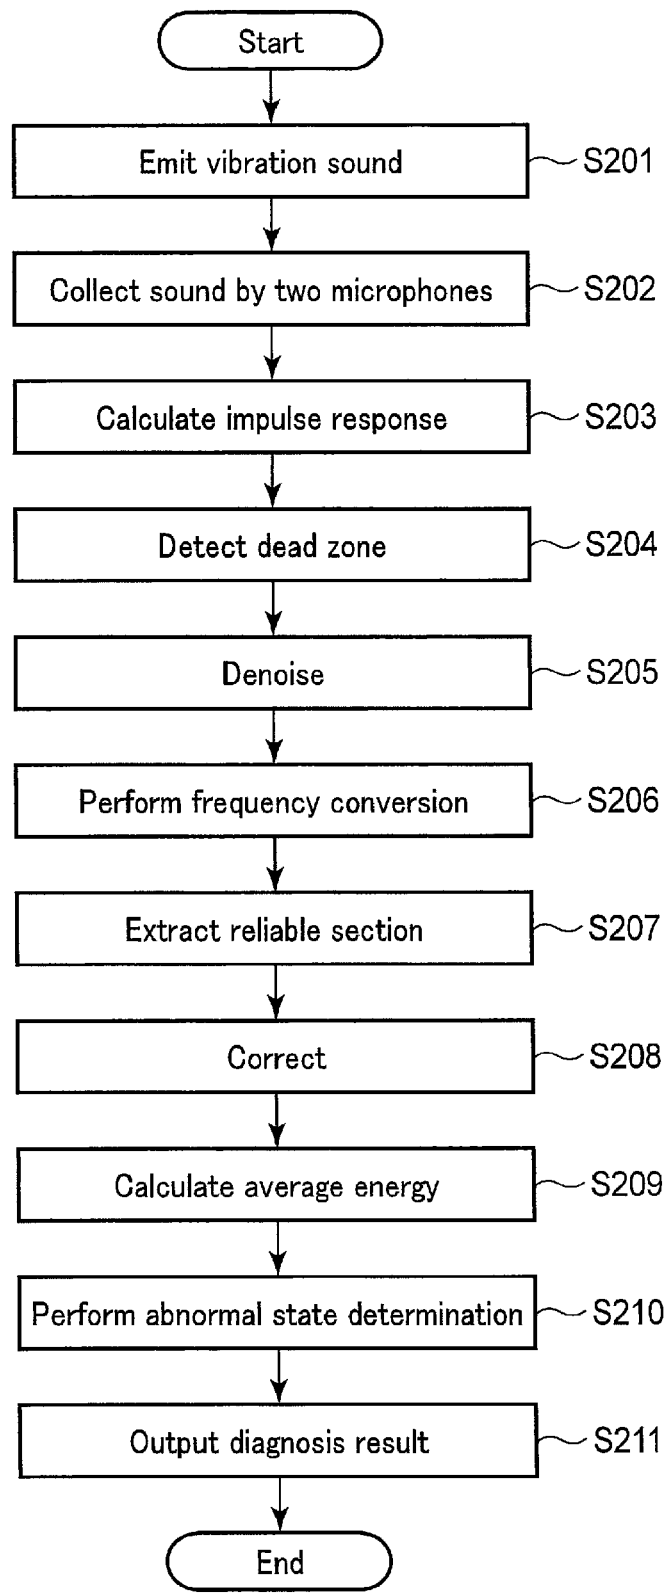 Start
Emit vibration sound
S201
Collect sound by two microphones
S202
Calculate impulse response
S203
Detect dead zone
S204
Denoise
S205
Perform frequency conversion
S206
Extract reliable section
S207
Correct
S208
Calculate average energy
S209
Perform abnormal state determination
S210
Output diagnosis result
S211
End